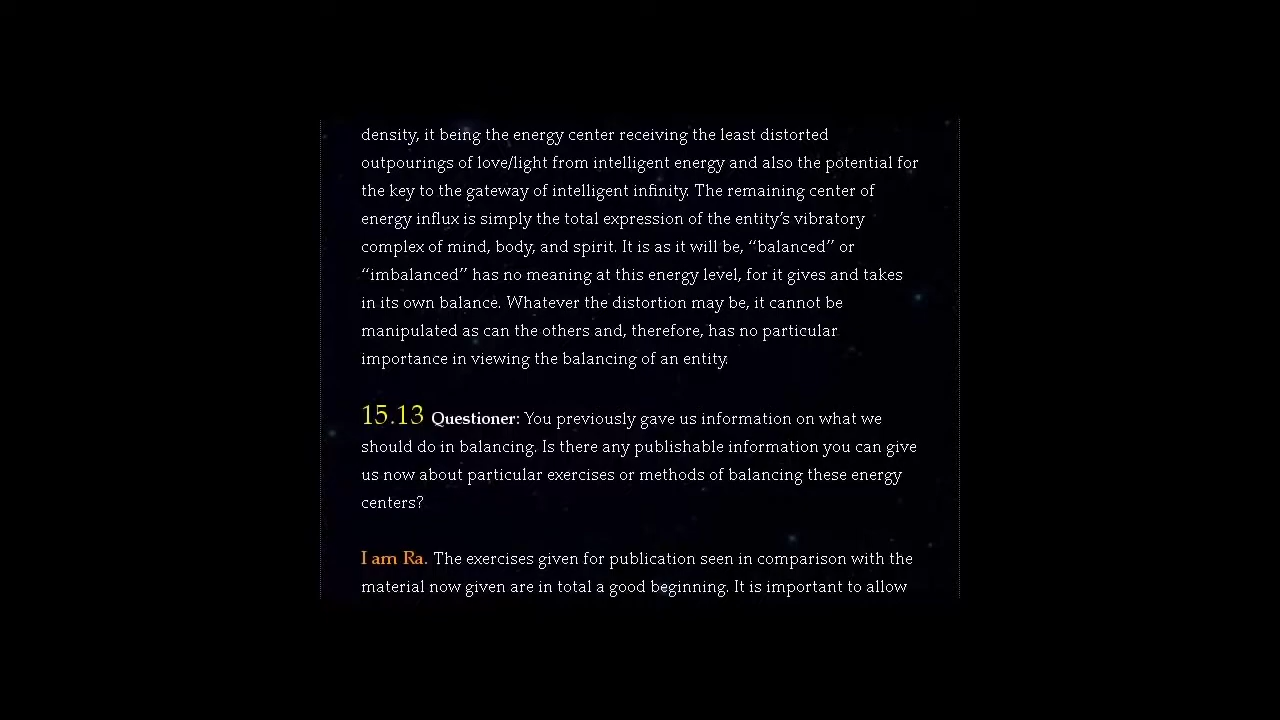 density, it being the energy center receiving the least distorted
outpourings of love/light from intelligent energy and also the potential for
the key to the gateway of intelligent infinity. The remaining center of
energy influx is simply the total expression of the entity’s vibratory
complex of mind, body, and spirit. It is as it will be, “balanced” or
“imbalanced” has no meaning at this energy level, for it gives and takes
in its own balance. Whatever the distortion may be, it cannot be
manipulated as can the others and, therefore, has no particular
importance in viewing the balancing of an entity.
15.13 Questioner: You previously gave us information on what we
should do in balancing. Is there any publishable information you can give
us now about particular exercises or methods of balancing these energy
centers?
I am Ra. The exercises given for publication seen in comparison with the
material now given are in total a good beginning. It is important to allow